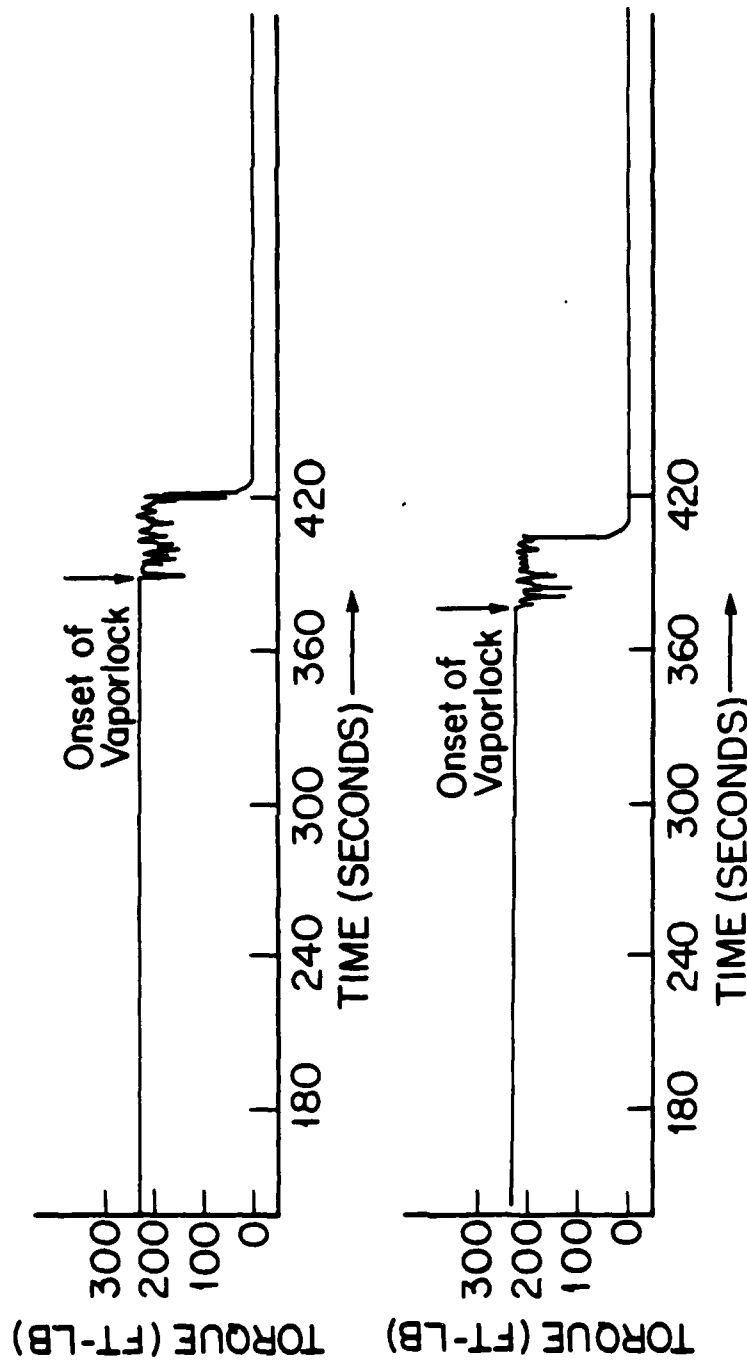 TORQUE (FT-LB)
300
200
100
0
Onset of
Vaporlock
180
240
300
360
420
TIME (SECONDS)
TORQUE (FT-LB)
300
200
100
0
Onset of
Vaporlock
180
240
300
360
420
TIME (SECONDS)